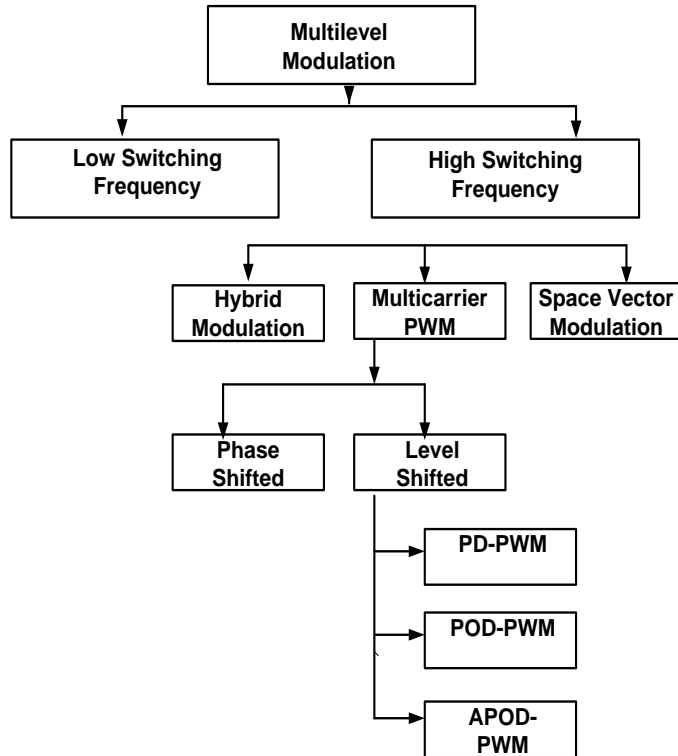 Multilevel
Modulation
Low Switching
Frequency
High Switching
Frequency
Hybrid
Modulation
Multicarrier
PWM
Space Vector
Modulation
Phase
Shifted
Level
Shifted
PD-PWM
POD-PWM
APOD-
PWM